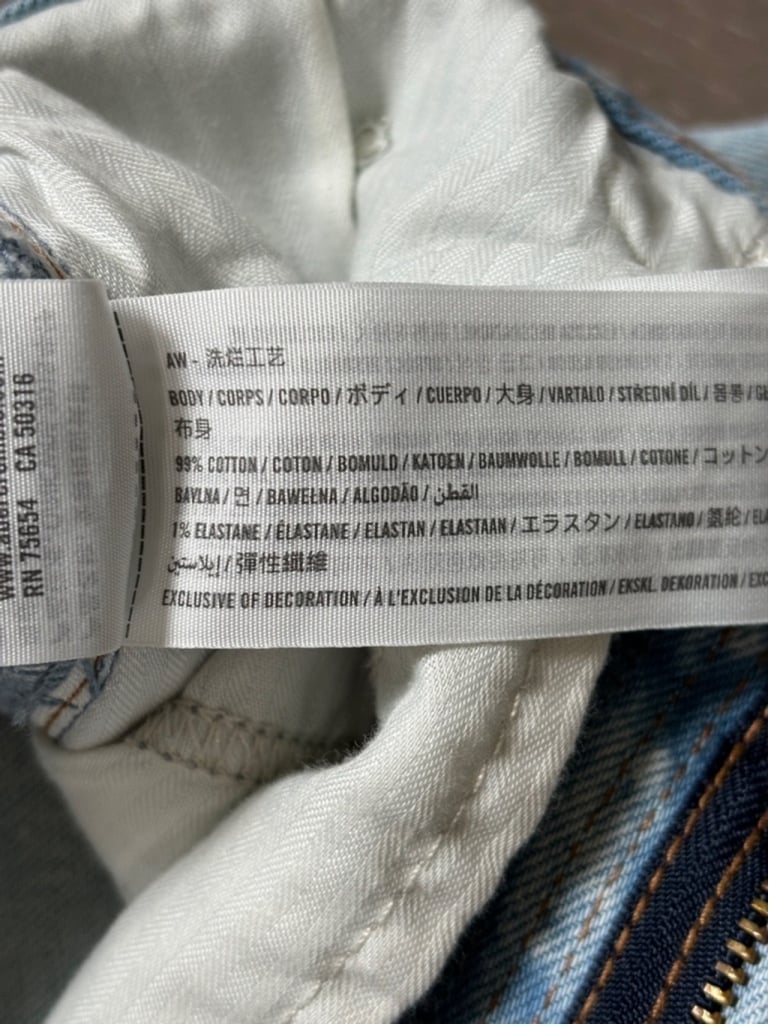 RN 75654 CA 50316
AW - 洗烂工艺
BODY / CORPS / CORPO / ボディ / CUERPO / 大身 / VARTALO / STŘEDNÍ DÍL / 몸통 /
布身
99% COTTON / COTON / BOMULD / KATOEN / BAUMWOLLE / BOMULL / COTONE / コットン
BAVLNA / 면 / BAWEŁNA / ALGODÃO / القطن
1% ELASTANE / ÉLASTANE / ELASTAN / ELASTAAN / エラスタン / ELASTANO / 氨纶 /
إيلاستين / 彈性纖維
EXCLUSIVE OF DECORATION / À L'EXCLUSION DE LA DÉCORATION / EKSKL. DEKORATION /